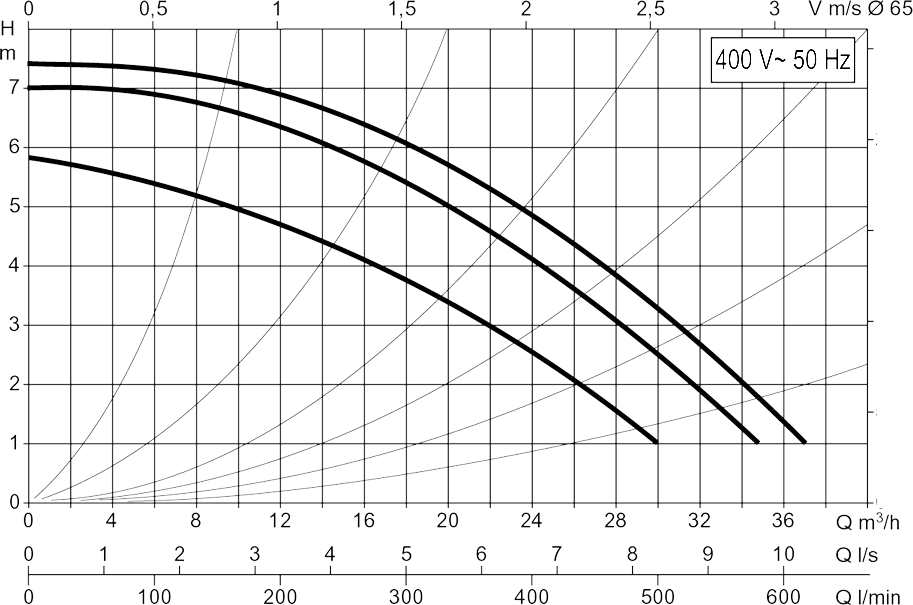 0 0,5 1 1,5 2 2,5 3 V m/s Ø 65
H
m
400 V~ 50 Hz
7
6
5
4
3
2
1
0
0 4 8 12 16 20 24 28 32 36 Q m³/h
0 1 2 3 4 5 6 7 8 9 10 Q l/s
0 100 200 300 400 500 600 Q l/min